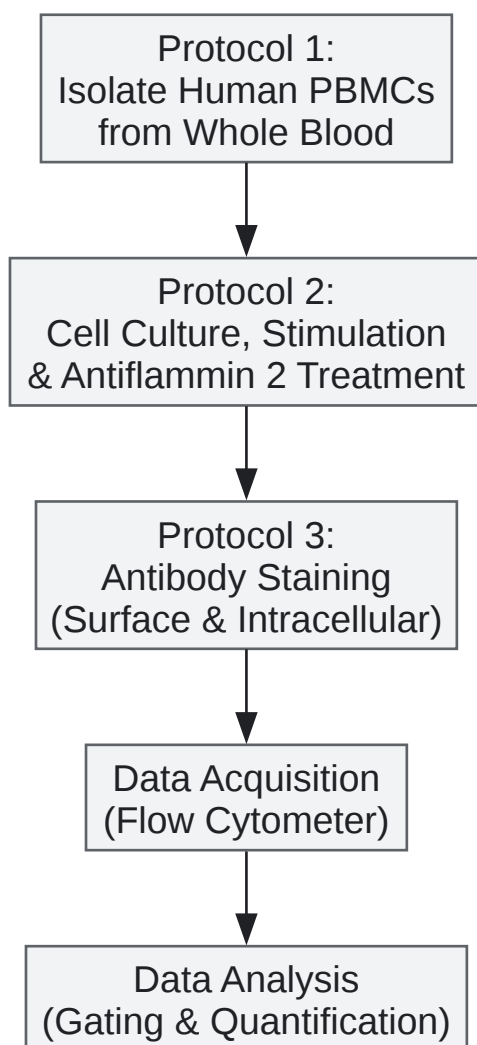 Protocol 1:
Isolate Human PBMCs
from Whole Blood
Protocol 2:
Cell Culture, Stimulation
& Antiflammin 2 Treatment
Protocol 3:
Antibody Staining
(Surface & Intracellular)
Data Acquisition
(Flow Cytometer)
Data Analysis
(Gating & Quantification)